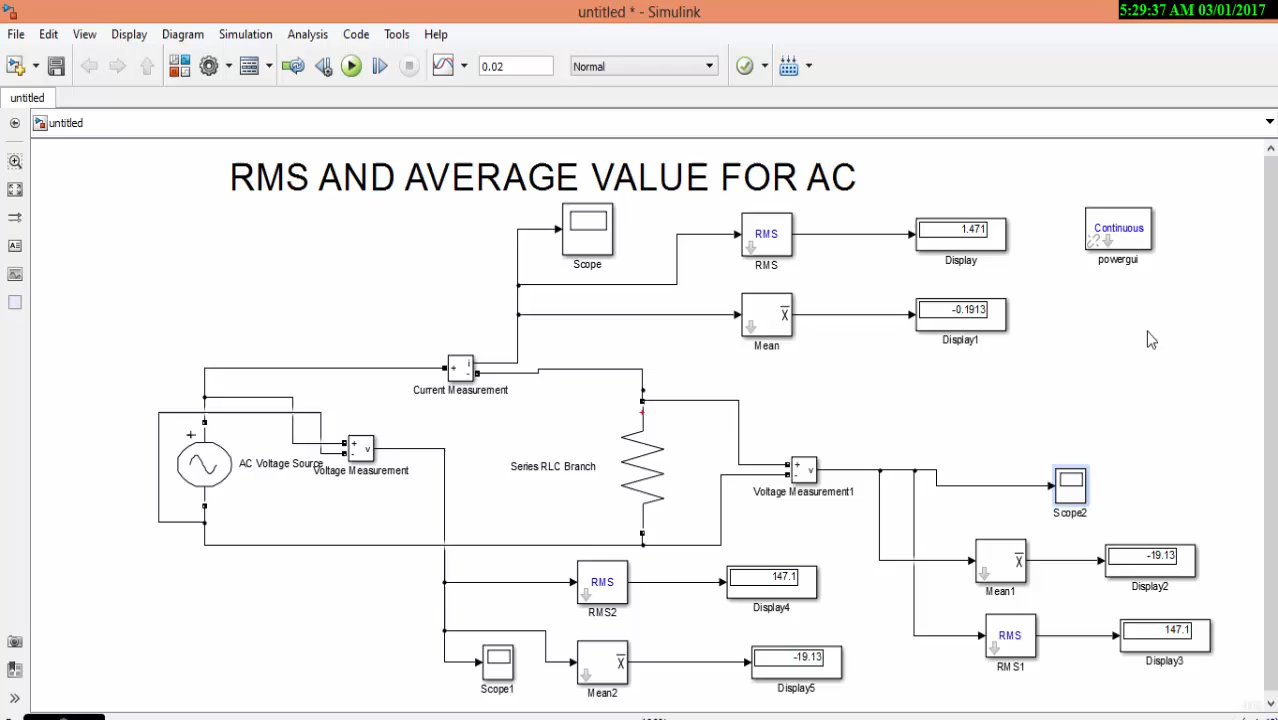 untitled * - Simulink
5:29:37 AM 03/01/2017
File Edit View Display Diagram Simulation Analysis Code Tools Help
0.02 Normal
untitled
untitled
RMS AND AVERAGE VALUE FOR AC
Scope
RMS
RMS
1.471
Display
Continuous
powergui
X
Mean
-0.1913
Display1
+
i
-
Current Measurement
+
AC Voltage Source
+
-
v
Voltage Measurement
Series RLC Branch
+
+
-
v
Voltage Measurement1
Scope2
X
Mean1
-19.13
Display2
RMS
RMS2
147.1
Display4
RMS
RMS1
147.1
Display3
Scope1
X
Mean2
-19.13
Display5